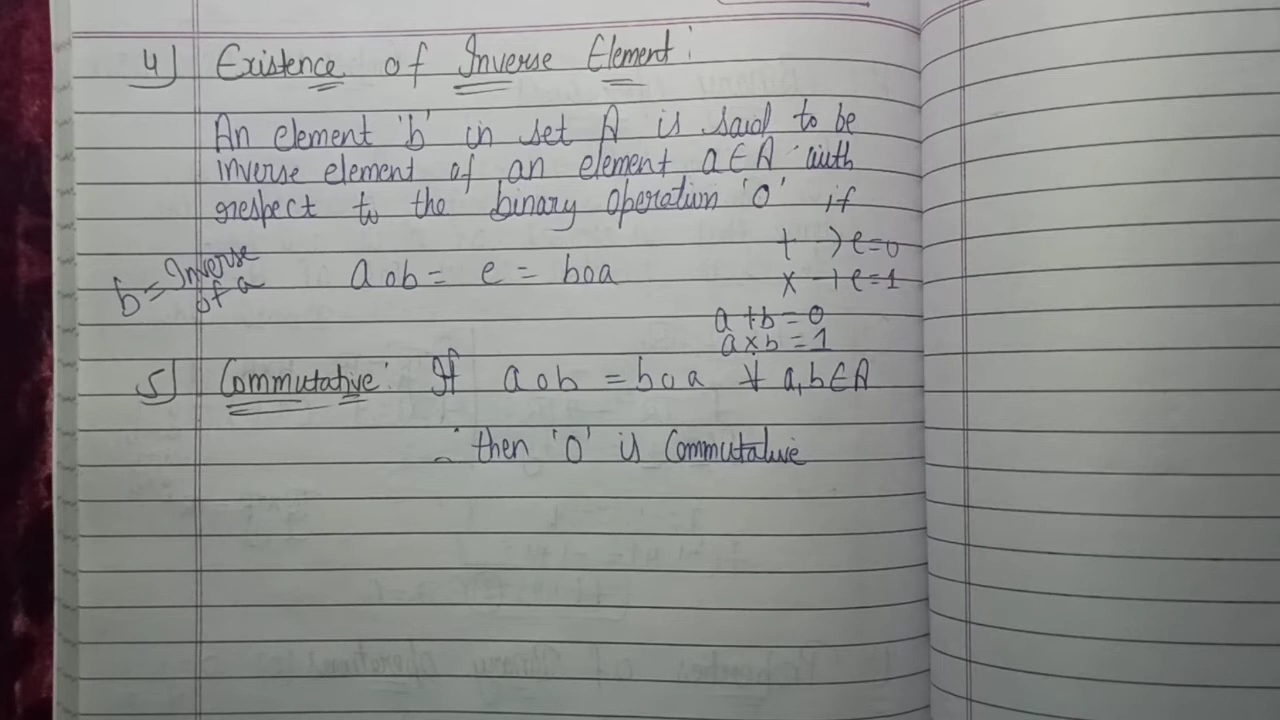 4) Existence of Inverse Element:
An element 'b' in set A is said to be
inverse element of an element a∈A with
respect to the binary operation 'o' if
+ → e=0
b = Inverse of a
a o b = e = b o a
× → e=1
a + b = 0
a × b = 1
5) Commutative: If a o b = b o a ∀ a, b ∈ A
then 'o' is Commutative